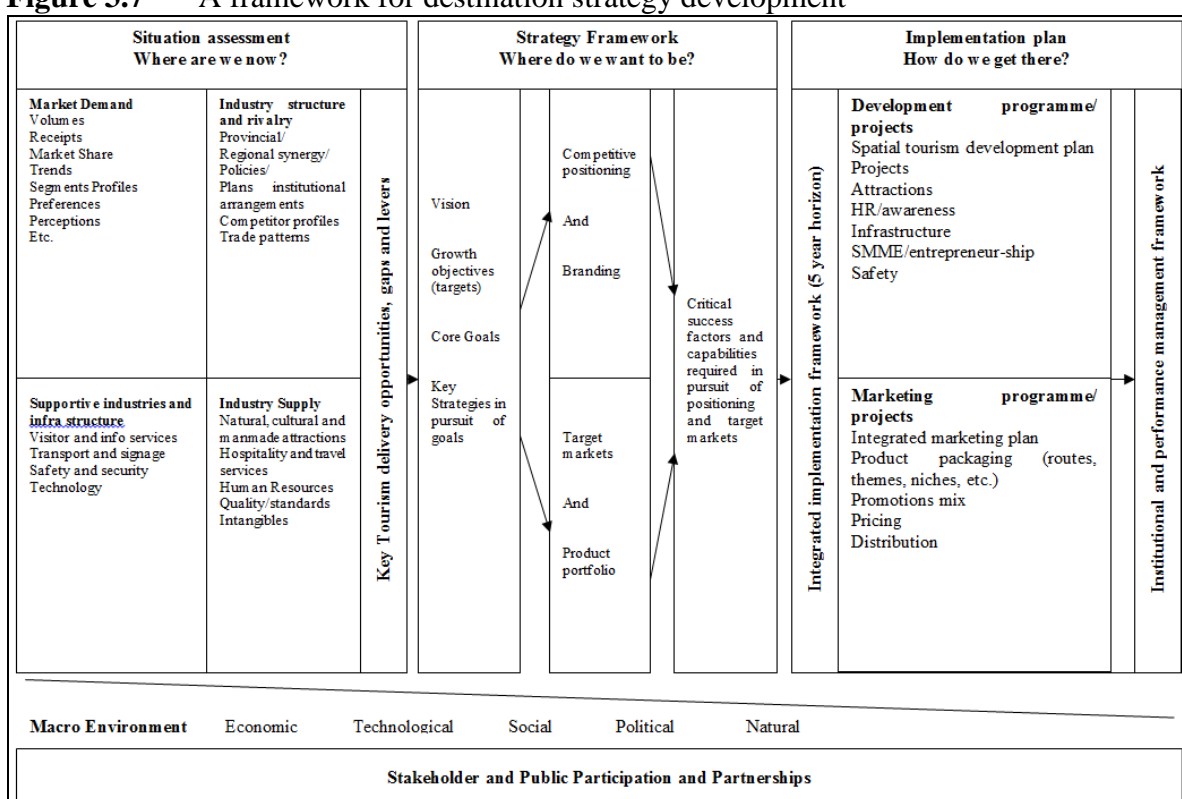 Figure 3.7 A framework for destination strategy development
Situation assessment
Where are we now?
Market Demand
Volumes
Receipts
Market Share
Trends
Segments Profiles
Preferences
Perceptions
Etc.
Industry structure
and rivalry
Provincial/
Regional synergy/
Policies/
Plans institutional
arrangements
Competitor profiles
Trade patterns
Supportive industries and
infra structure
Visitor and info services
Transport and signage
Safety and security
Technology
Industry Supply
Natural, cultural and
manmade attractions
Hospitality and travel
services
Human Resources
Quality/standards
Intangibles
Key Tourism delivery opportunities, gaps and levers
Strategy Framework
Where do we want to be?
Vision
Growth
objectives
(targets)
Core Goals
Key
Strategies in
pursuit of
goals
Competitive
positioning
And
Branding
Target
markets
And
Product
portfolio
Critical
success
factors and
capabilities
required in
pursuit of
positioning
and target
markets
Implementation plan
How do we get there?
Integrated implementation framework (5 year horizon)
Development programme/
projects
Spatial tourism development plan
Projects
Attractions
HR/awareness
Infrastructure
SMME/entrepreneur-ship
Safety
Marketing programme/
projects
Integrated marketing plan
Product packaging (routes,
themes, niches, etc.)
Promotions mix
Pricing
Distribution
Institutional and performance management framework
Macro Environment Economic Technological Social Political Natural
Stakeholder and Public Participation and Partnerships